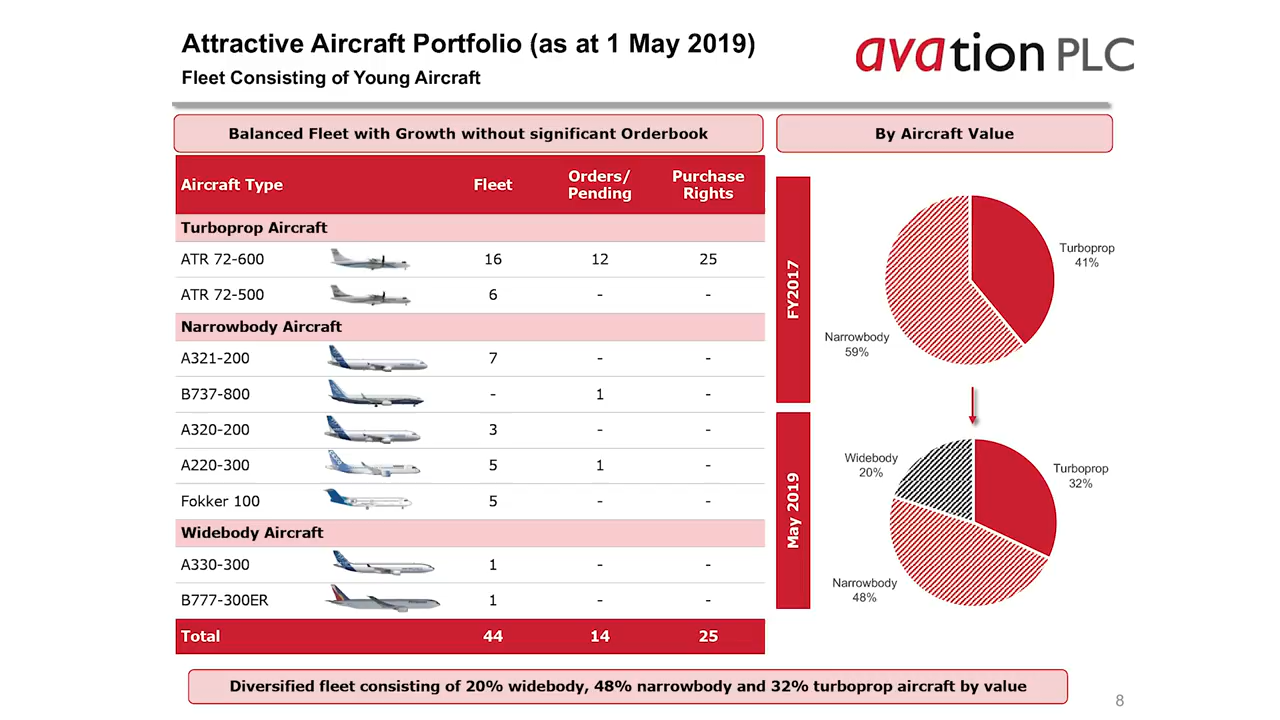 Attractive Aircraft Portfolio (as at 1 May 2019)
Fleet Consisting of Young Aircraft
avation PLC
Balanced Fleet with Growth without significant Orderbook
By Aircraft Value
Aircraft Type Fleet Orders/ Pending Purchase Rights
Turboprop Aircraft
ATR 72-600 16 12 25
ATR 72-500 6 - -
Narrowbody Aircraft
A321-200 7 - -
B737-800 - 1 -
A320-200 3 - -
A220-300 5 1 -
Fokker 100 5 - -
Widebody Aircraft
A330-300 1 - -
B777-300ER 1 - -
Total 44 14 25
FY2017
Turboprop
41%
Narrowbody
59%
May 2019
Widebody
20%
Turboprop
32%
Narrowbody
48%
Diversified fleet consisting of 20% widebody, 48% narrowbody and 32% turboprop aircraft by value
8